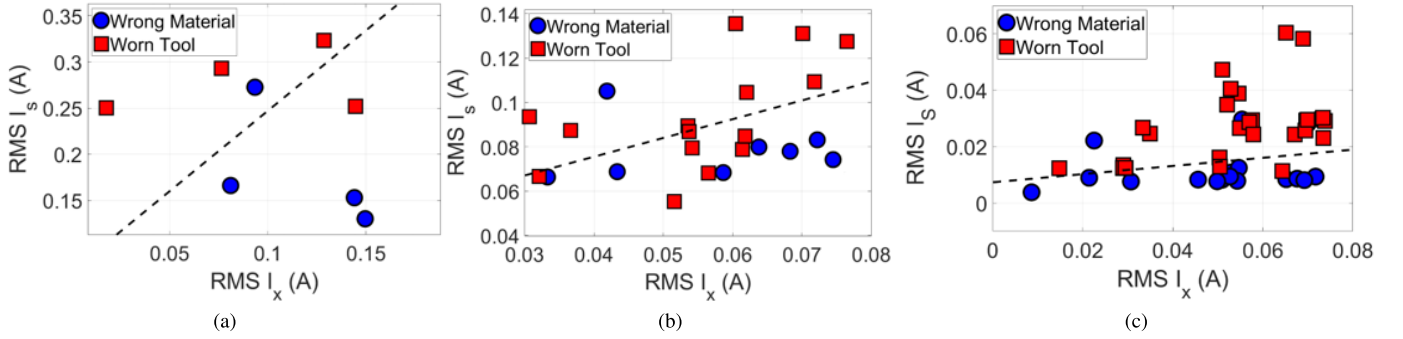 0.35
0.3
0.25
0.2
0.15
RMS I_s (A)
Wrong Material
Worn Tool
0.05
0.1
0.15
RMS I_x (A)
(a)
0.14
0.12
0.1
0.08
0.06
0.04
RMS I_s (A)
Wrong Material
Worn Tool
0.03
0.04
0.05
0.06
0.07
0.08
RMS I_x (A)
(b)
0.06
0.04
0.02
0
RMS I_S (A)
Wrong Material
Worn Tool
0
0.02
0.04
0.06
0.08
RMS I_x (A)
(c)